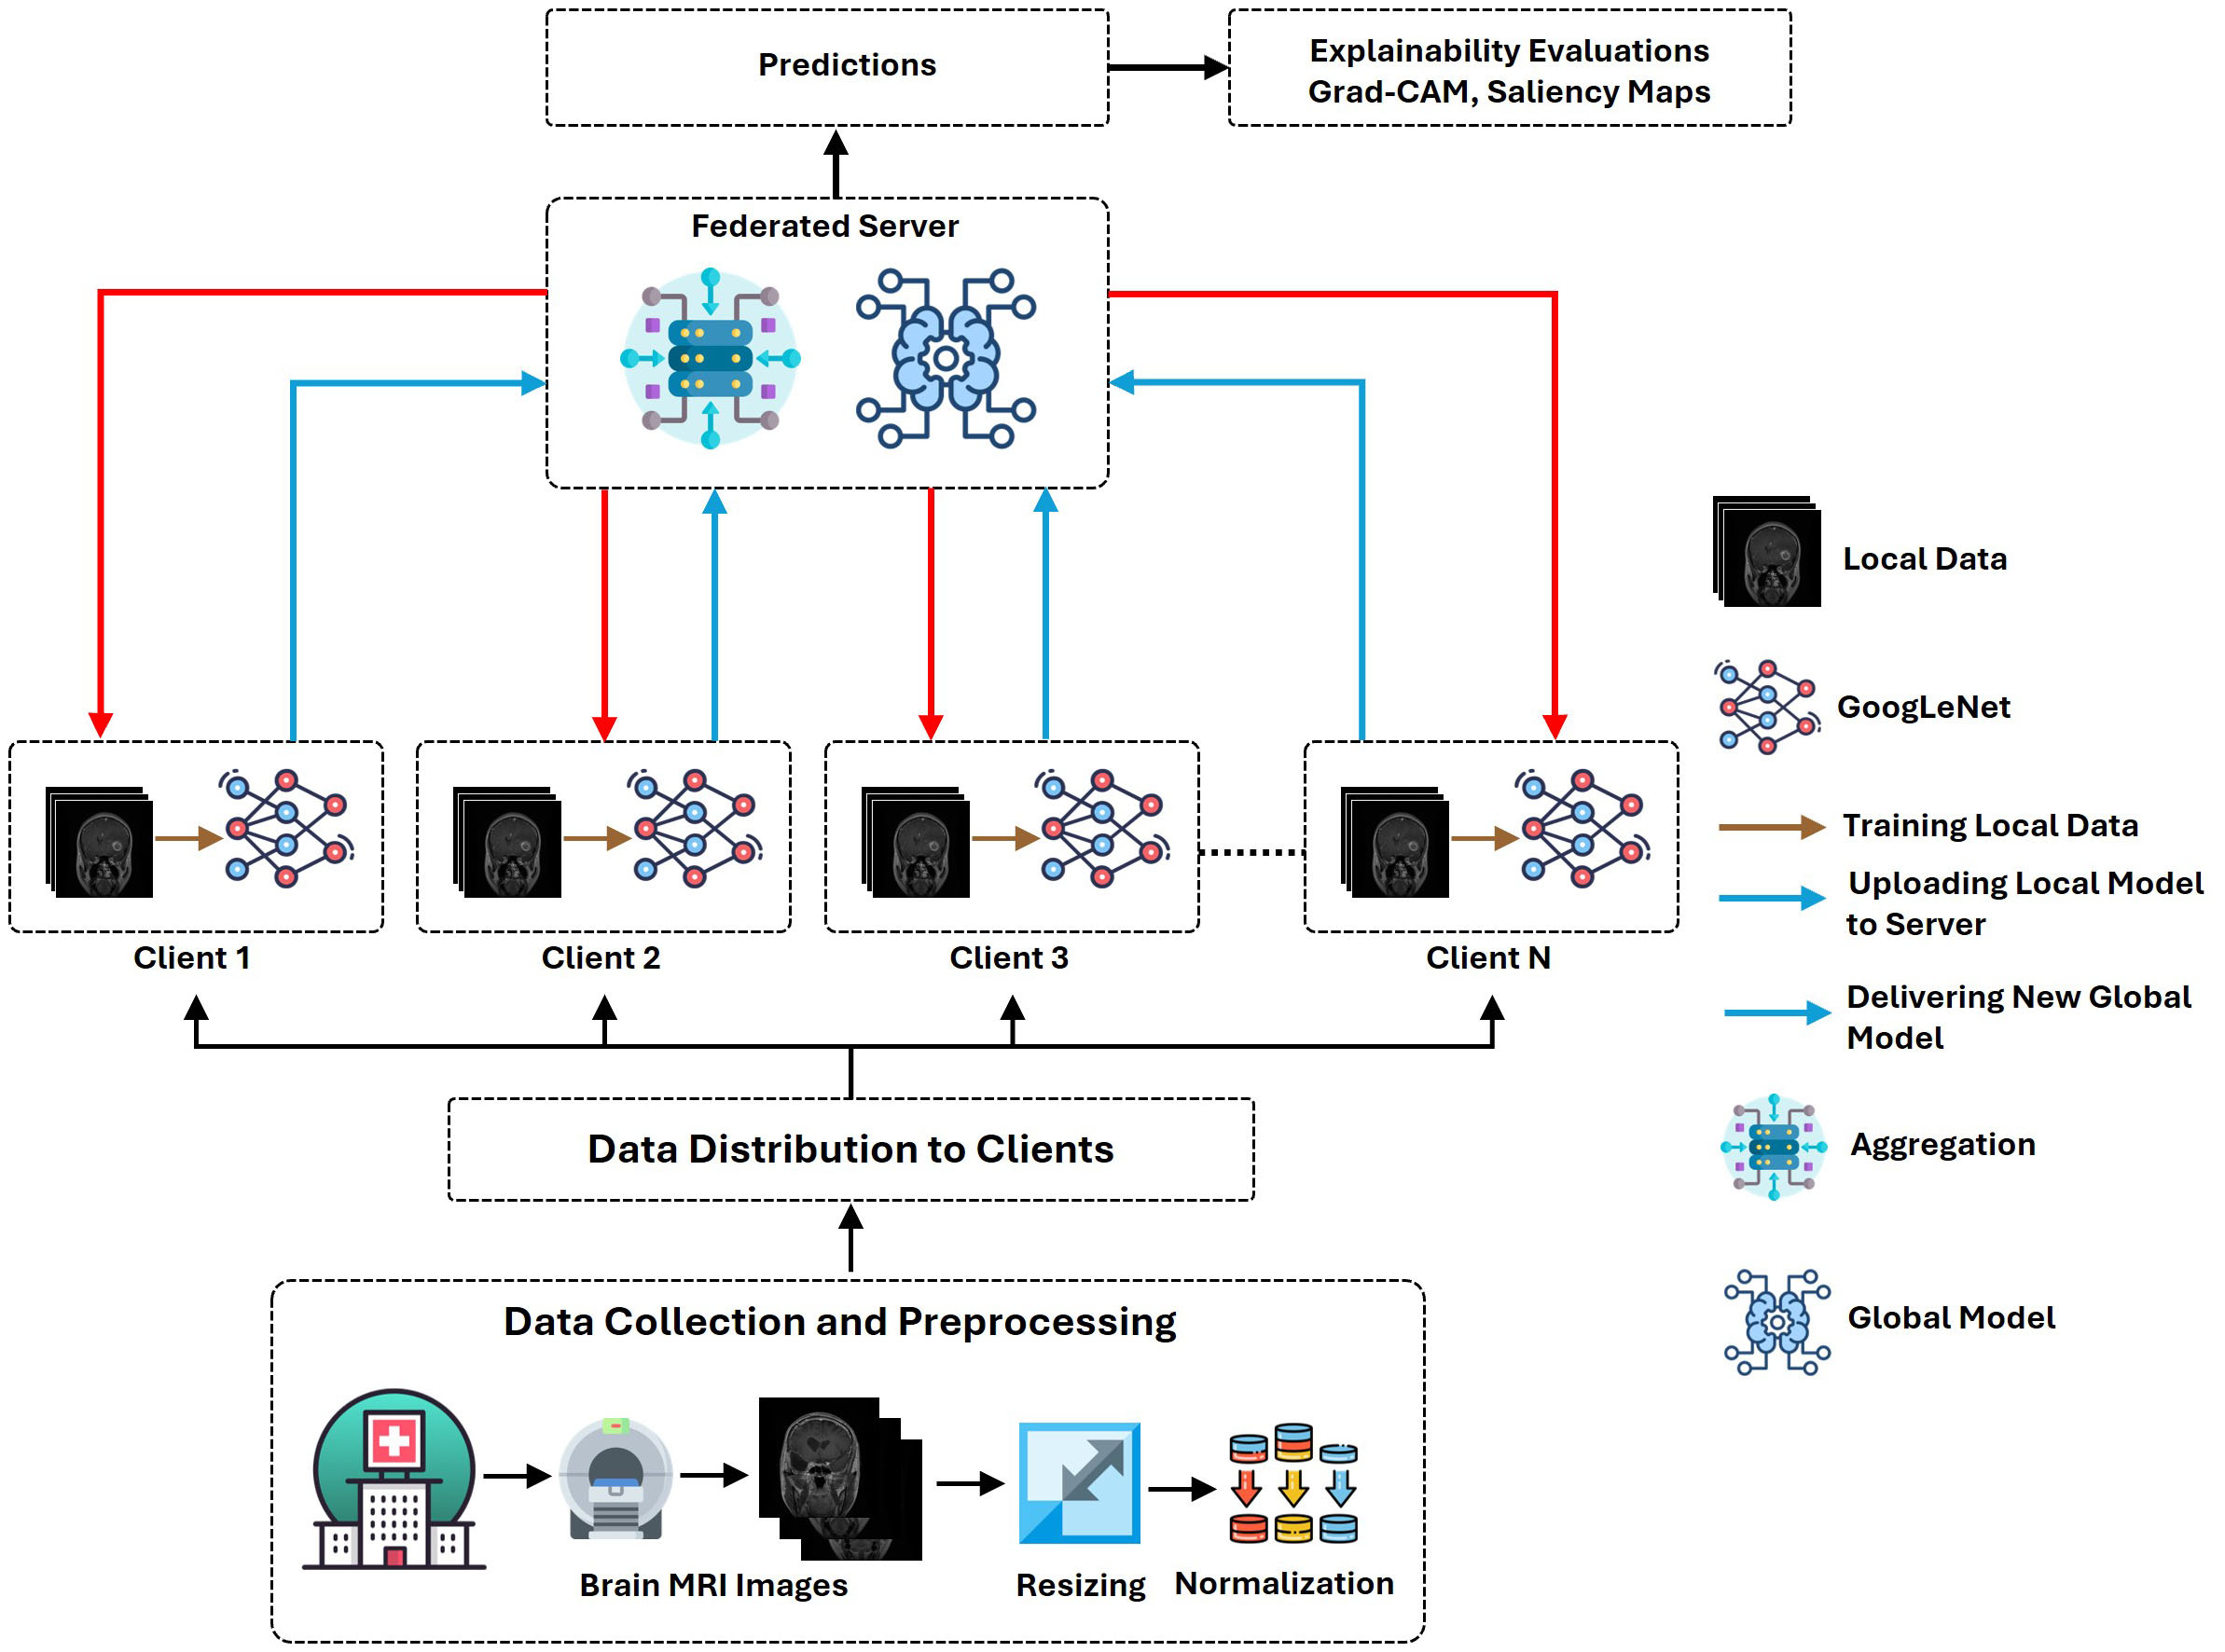 Predictions
Explainability Evaluations
Grad-CAM, Saliency Maps
Federated Server
Local Data
GoogLeNet
Training Local Data
Uploading Local Model
to Server
Delivering New Global
Model
Aggregation
Global Model
Client 1
Client 2
Client 3
Client N
Data Distribution to Clients
Data Collection and Preprocessing
Brain MRI Images
Resizing
Normalization